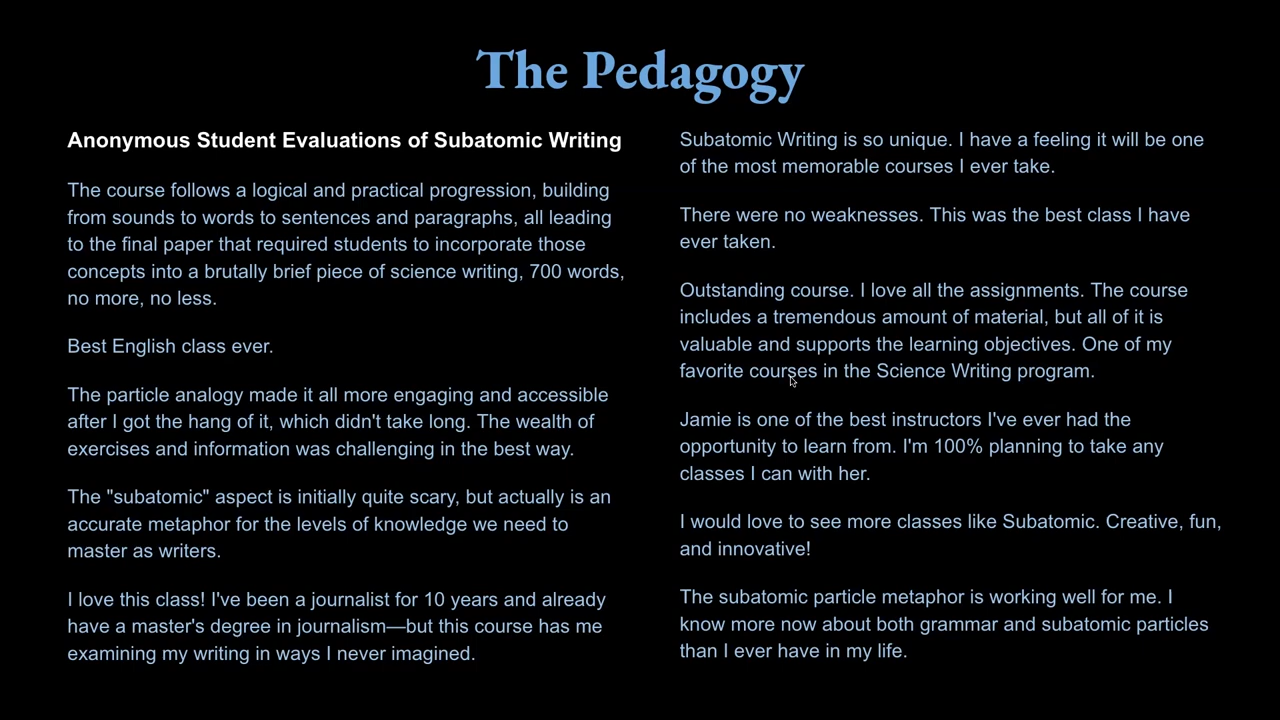 The Pedagogy
Anonymous Student Evaluations of Subatomic Writing
The course follows a logical and practical progression, building
from sounds to words to sentences and paragraphs, all leading
to the final paper that required students to incorporate those
concepts into a brutally brief piece of science writing, 700 words,
no more, no less.
Best English class ever.
The particle analogy made it all more engaging and accessible
after I got the hang of it, which didn't take long. The wealth of
exercises and information was challenging in the best way.
The "subatomic" aspect is initially quite scary, but actually is an
accurate metaphor for the levels of knowledge we need to
master as writers.
I love this class! I've been a journalist for 10 years and already
have a master's degree in journalism—but this course has me
examining my writing in ways I never imagined.
Subatomic Writing is so unique. I have a feeling it will be one
of the most memorable courses I ever take.
There were no weaknesses. This was the best class I have
ever taken.
Outstanding course. I love all the assignments. The course
includes a tremendous amount of material, but all of it is
valuable and supports the learning objectives. One of my
favorite courses in the Science Writing program.
Jamie is one of the best instructors I've ever had the
opportunity to learn from. I'm 100% planning to take any
classes I can with her.
I would love to see more classes like Subatomic. Creative, fun,
and innovative!
The subatomic particle metaphor is working well for me. I
know more now about both grammar and subatomic particles
than I ever have in my life.